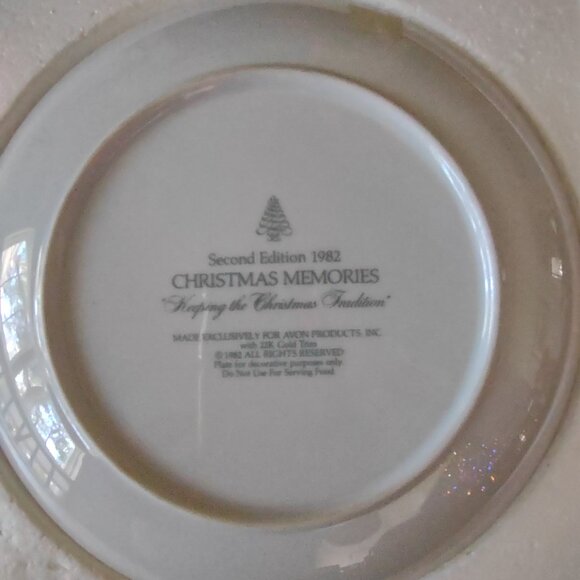 Second Edition 1982
CHRISTMAS MEMORIES
"Keeping the Christmas Tradition"
MADE EXCLUSIVELY FOR AVON PRODUCTS, INC
with 22K Gold Trim
© 1982 ALL RIGHTS RESERVED
Plate for decorative purposes only
Do Not Use For Serving Food